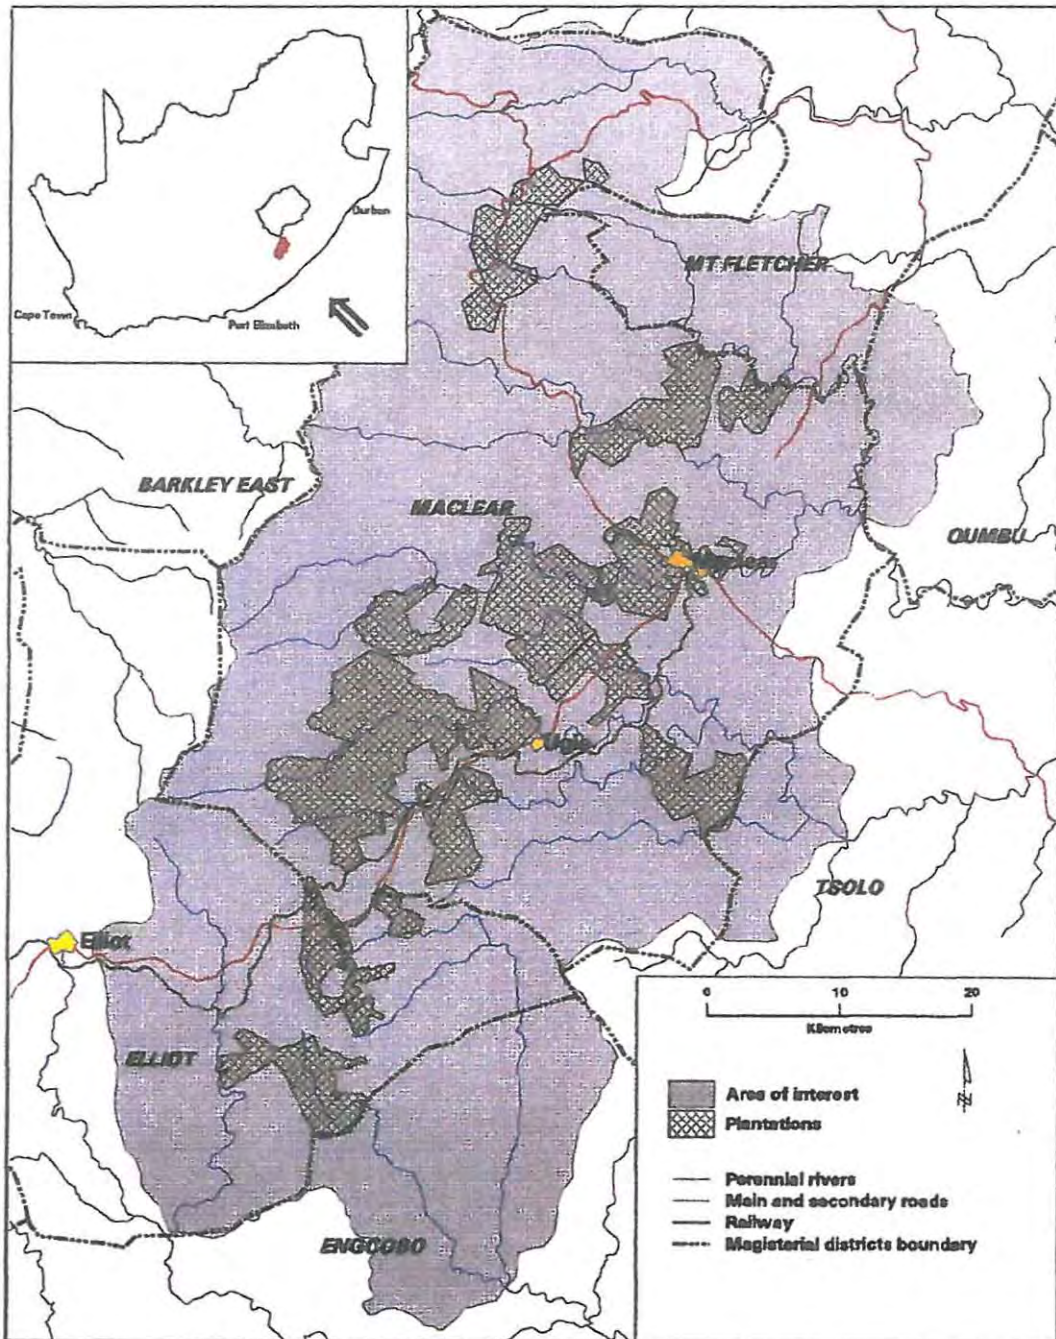 Durban
Cape Town
Port Elizabeth
MT FLETCHER
BARKLEY EAST
MACLEAR
QUMBU
Ugie
TSOLO
Elliot
ELLIOT
ENGCOBO
0 10 20
Kilometres
N
Area of interest
Plantations
Perennial rivers
Main and secondary roads
Railway
Magisterial districts boundary